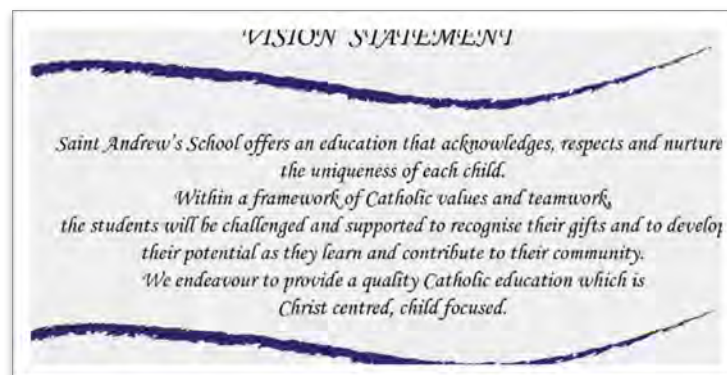 VISION STATEMENT
Saint Andrew's School offers an education that acknowledges, respects and nurture
the uniqueness of each child.
Within a framework of Catholic values and teamwork,
the students will be challenged and supported to recognise their gifts and to develop
their potential as they learn and contribute to their community.
We endeavour to provide a quality Catholic education which is
Christ centred, child focused.